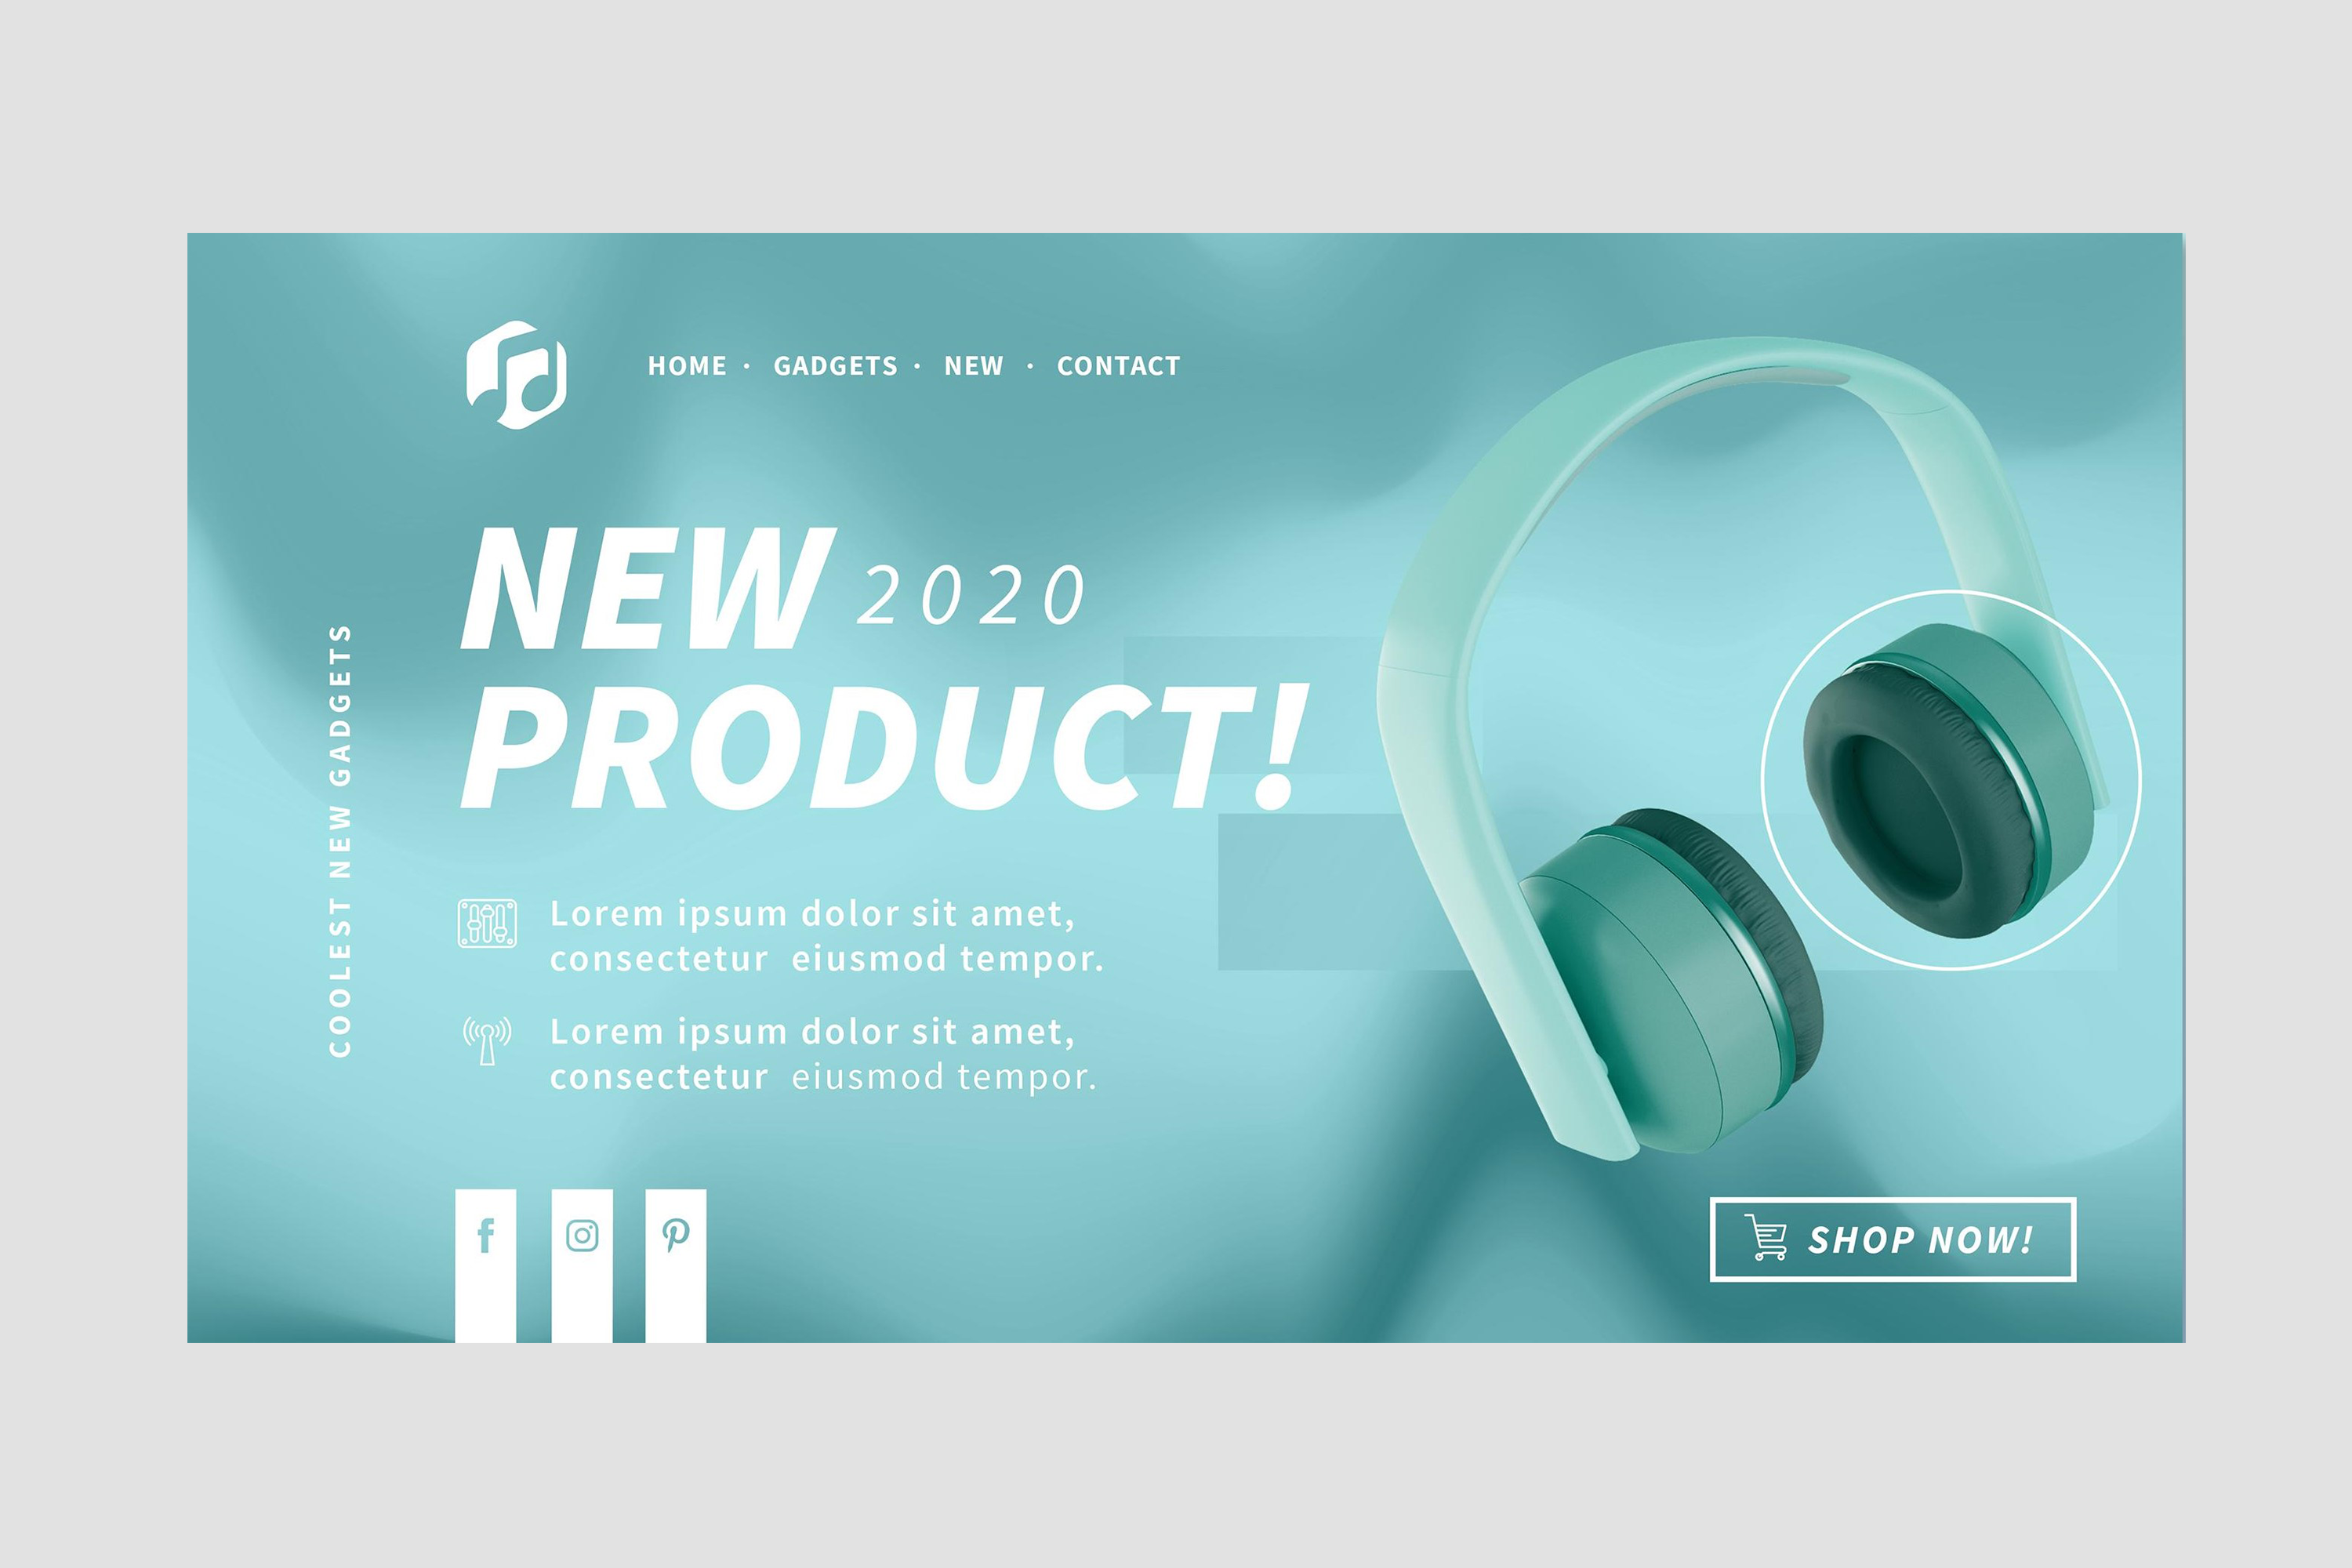 HOME • GADGETS • NEW • CONTACT
NEW 2020
PRODUCT!
COOLEST NEW GADGETS
Lorem ipsum dolor sit amet,
consectetur eiusmod tempor.
Lorem ipsum dolor sit amet,
consectetur eiusmod tempor.
SHOP NOW!